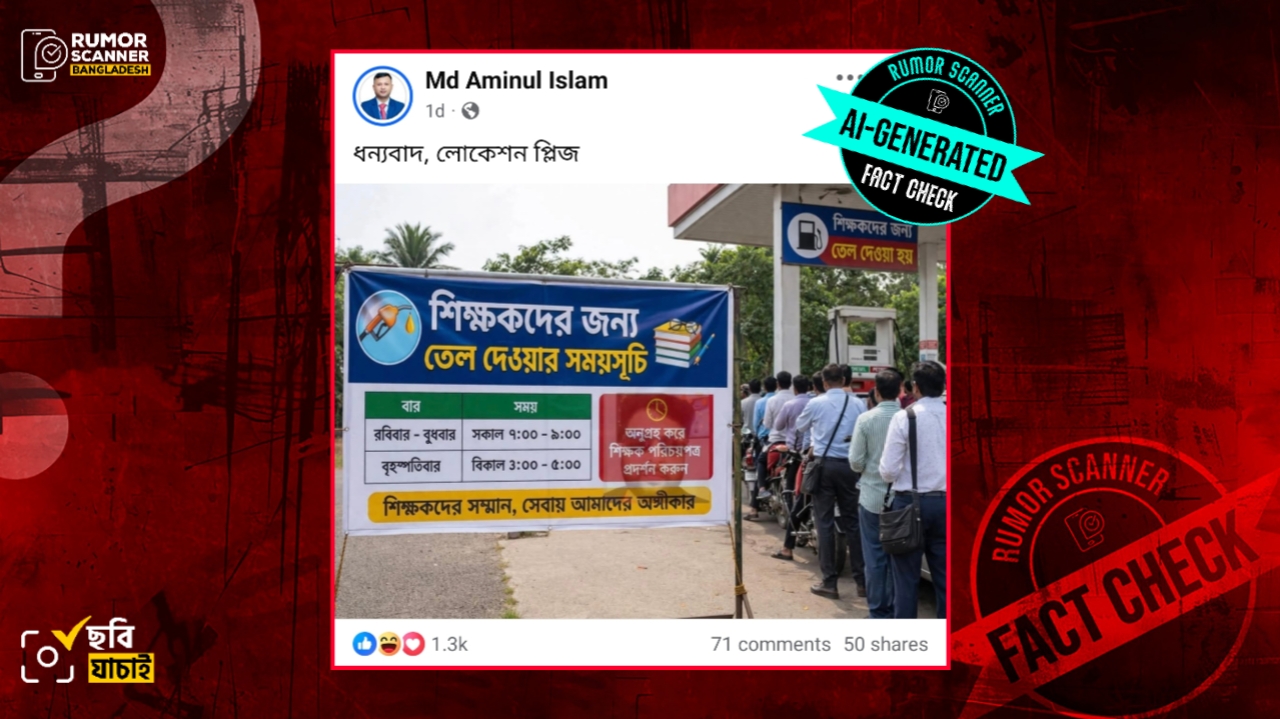 RUMOR
SCANNER
BANGLADESH
Md Aminul Islam
1d
ধন্যবাদ, লোকেশন প্লিজ
RUMOR SCANNER
AI-GENERATED
FACT CHECK
শিক্ষকদের জন্য
তেল দেওয়া হয়
শিক্ষকদের জন্য
তেল দেওয়ার সময়সূচি
বার সময়
রবিবার - বুধবার সকাল ৭:০০ - ৯:০০
বৃহস্পতিবার বিকাল ৩:০০ - ৫:০০
অনুগ্রহ করে
শিক্ষক পরিচয়পত্র
প্রদর্শন করুন
শিক্ষকদের সম্মান, সেবায় আমাদের অঙ্গীকার
1.3k 71 comments 50 shares
RUMOR SCANNER
FACT CHECK
ছবি
যাচাই